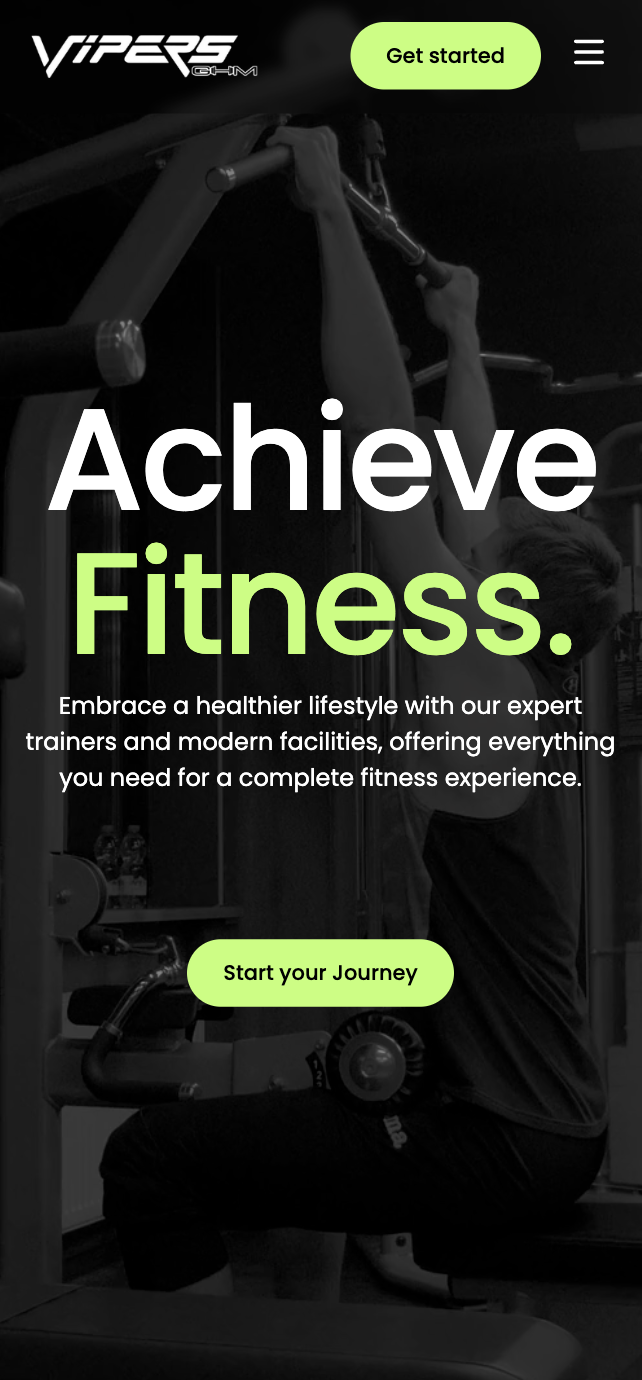 VIPERS
GHM
Get started
Achieve
Fitness.
Embrace a healthier lifestyle with our expert
trainers and modern facilities, offering everything
you need for a complete fitness experience.
Start your Journey